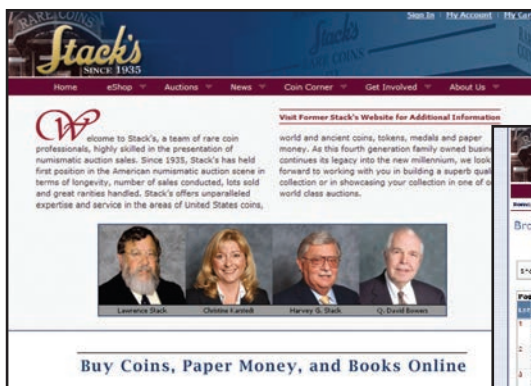 RARE COINS
Sign In | My Account | My Car
Stack's
SINCE 1935
Home eShop Auctions News Coin Corner Get Involved About Us
Visit Former Stack's Website for Additional Information
Welcome to Stack's, a team of rare coin
professionals, highly skilled in the presentation of
numismatic auction sales. Since 1935, Stack's has held
first position in the American numismatic auction scene in
terms of longevity, number of sales conducted, lots sold
and great rarities handled. Stack's offers unparalleled
expertise and service in the areas of United States coins,
world and ancient coins, tokens, medals and paper
money. As this fourth generation family owned busine
continues its legacy into the new millennium, we look
forward to working with you in building a superb qual
collection or in showcasing your collection in one of o
world class auctions.
Lawrence Stack Christine Karstedt Harvey G. Stack Q. David Bowers
Buy Coins, Paper Money, and Books Online
Bro
1
2
3